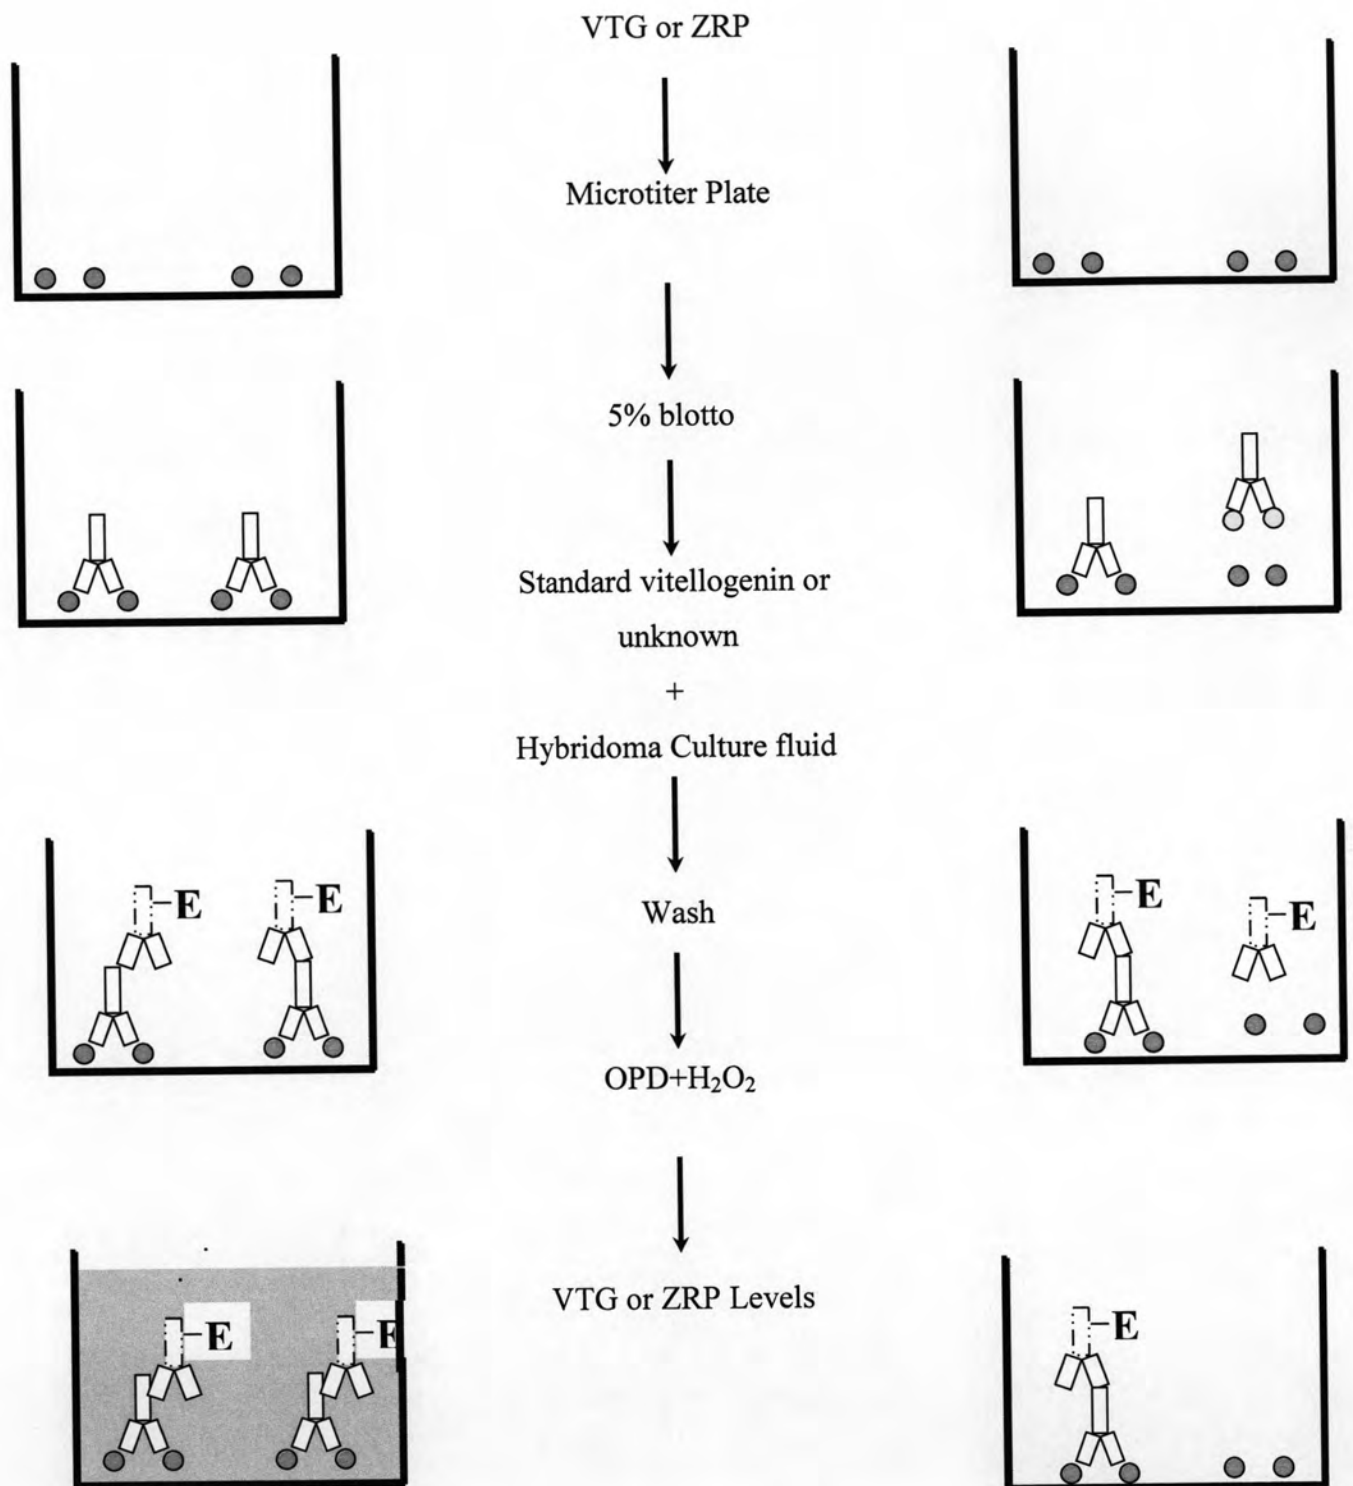 VTG or ZRP
Microtiter Plate
5% blotto
Standard vitellogenin or
unknown
+
Hybridoma Culture fluid
E
E
E
E
Wash
OPD+H₂O₂
VTG or ZRP Levels
E
E
E